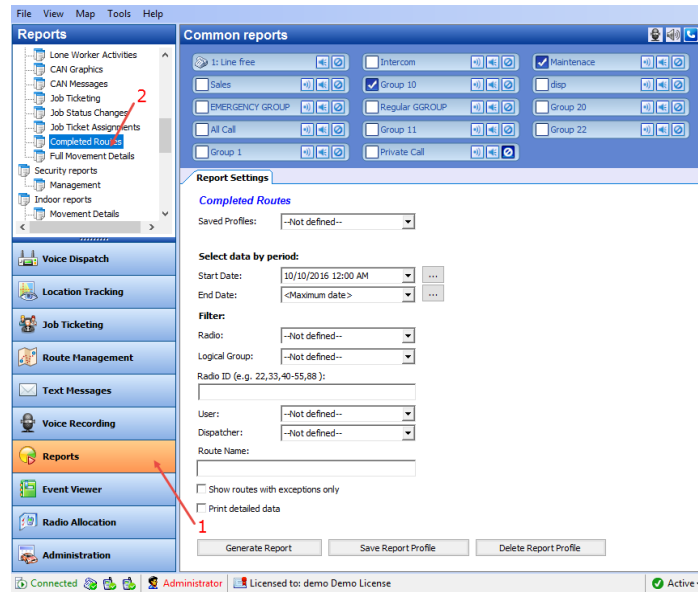 File View Map Tools Help
Reports
Common reports
Lone Worker Activities
CAN Graphics
CAN Messages
Job Ticketing
Job Status Changes
Job Ticket Assignments
Completed Routes
Full Movement Details
Security reports
Management
Indoor reports
Movement Details
2
1: Line free
Intercom
Maintenace
Sales
Group 10
disp
EMERGENCY GROUP
Regular GGROUP
Group 20
All Call
Group 11
Group 22
Group 1
Private Call
Voice Dispatch
Location Tracking
Job Ticketing
Route Management
Text Messages
Voice Recording
Reports
Event Viewer
Radio Allocation
Administration
1
Report Settings
Completed Routes
Saved Profiles: --Not defined--
Select data by period:
Start Date: 10/10/2016 12:00 AM ...
End Date: <Maximum date> ...
Filter:
Radio: --Not defined--
Logical Group: --Not defined--
Radio ID (e.g. 22,33,40-55,88 ):
User: --Not defined--
Dispatcher: --Not defined--
Route Name:
Show routes with exceptions only
Print detailed data
Generate Report Save Report Profile Delete Report Profile
Connected Administrator Licensed to: demo Demo License Active